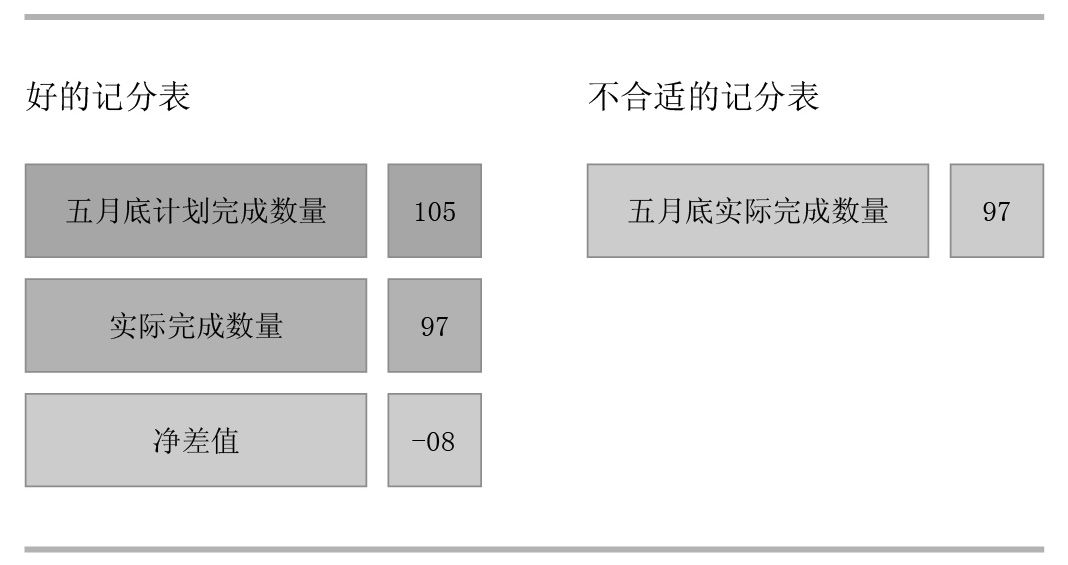 好的记分表
五月底计划完成数量 105
实际完成数量 97
净差值 -08
不合适的记分表
五月底实际完成数量 97